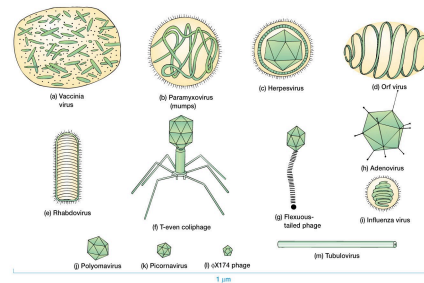 (a) Vaccinia
virus
(b) Paramyxovirus
(mumps)
(c) Herpesvirus
(d) Orf virus
(e) Rhabdovirus
(f) T-even coliphage
(g) Flexuous-
tailed phage
(h) Adenovirus
(i) Influenza virus
(j) Polyomavirus
(k) Picornavirus
(l) φX174 phage
(m) Tubulovirus
1 μm